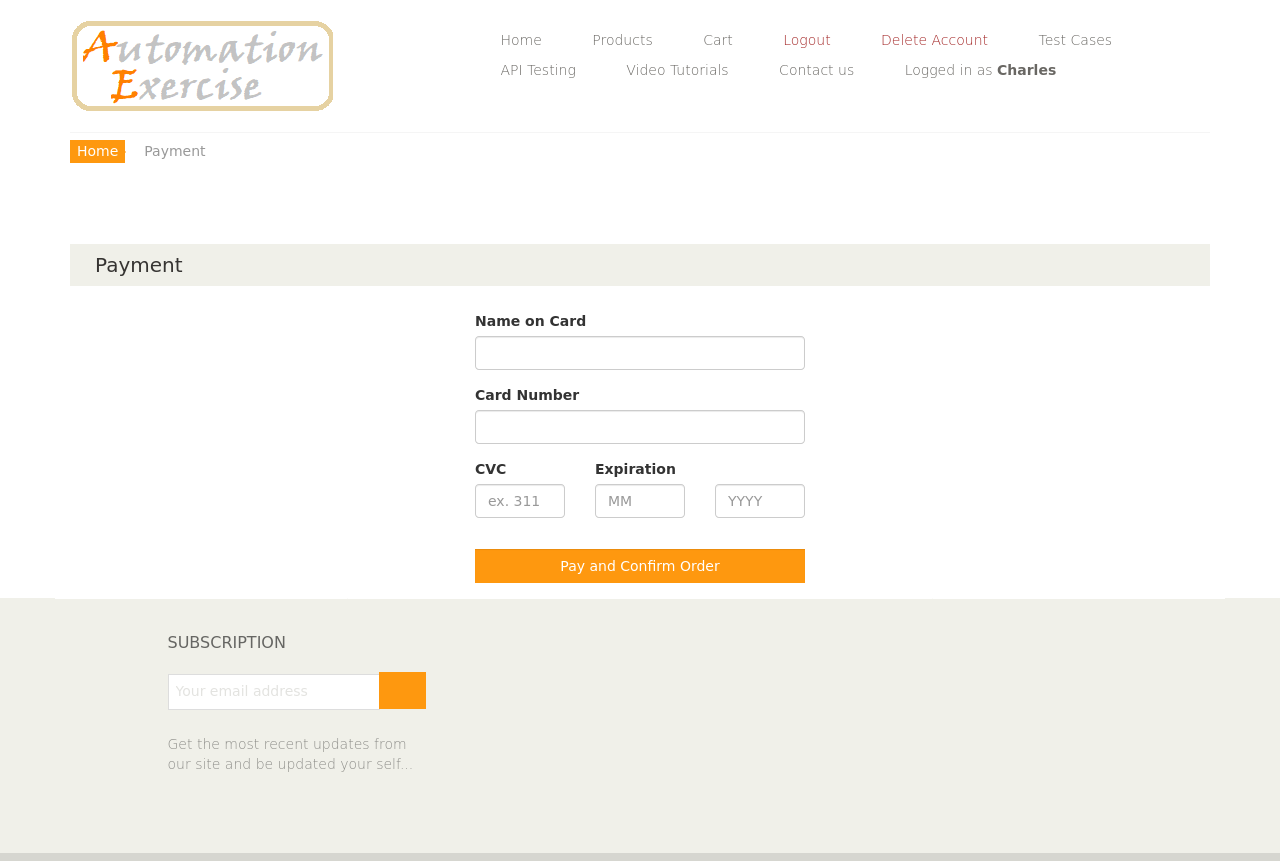 Automation
Exercise
Home Products Cart Logout Delete Account Test Cases
API Testing Video Tutorials Contact us Logged in as Charles
Home Payment
Payment
Name on Card
Card Number
CVC Expiration
ex. 311 MM YYYY
Pay and Confirm Order
SUBSCRIPTION
Your email address
Get the most recent updates from
our site and be updated your self...